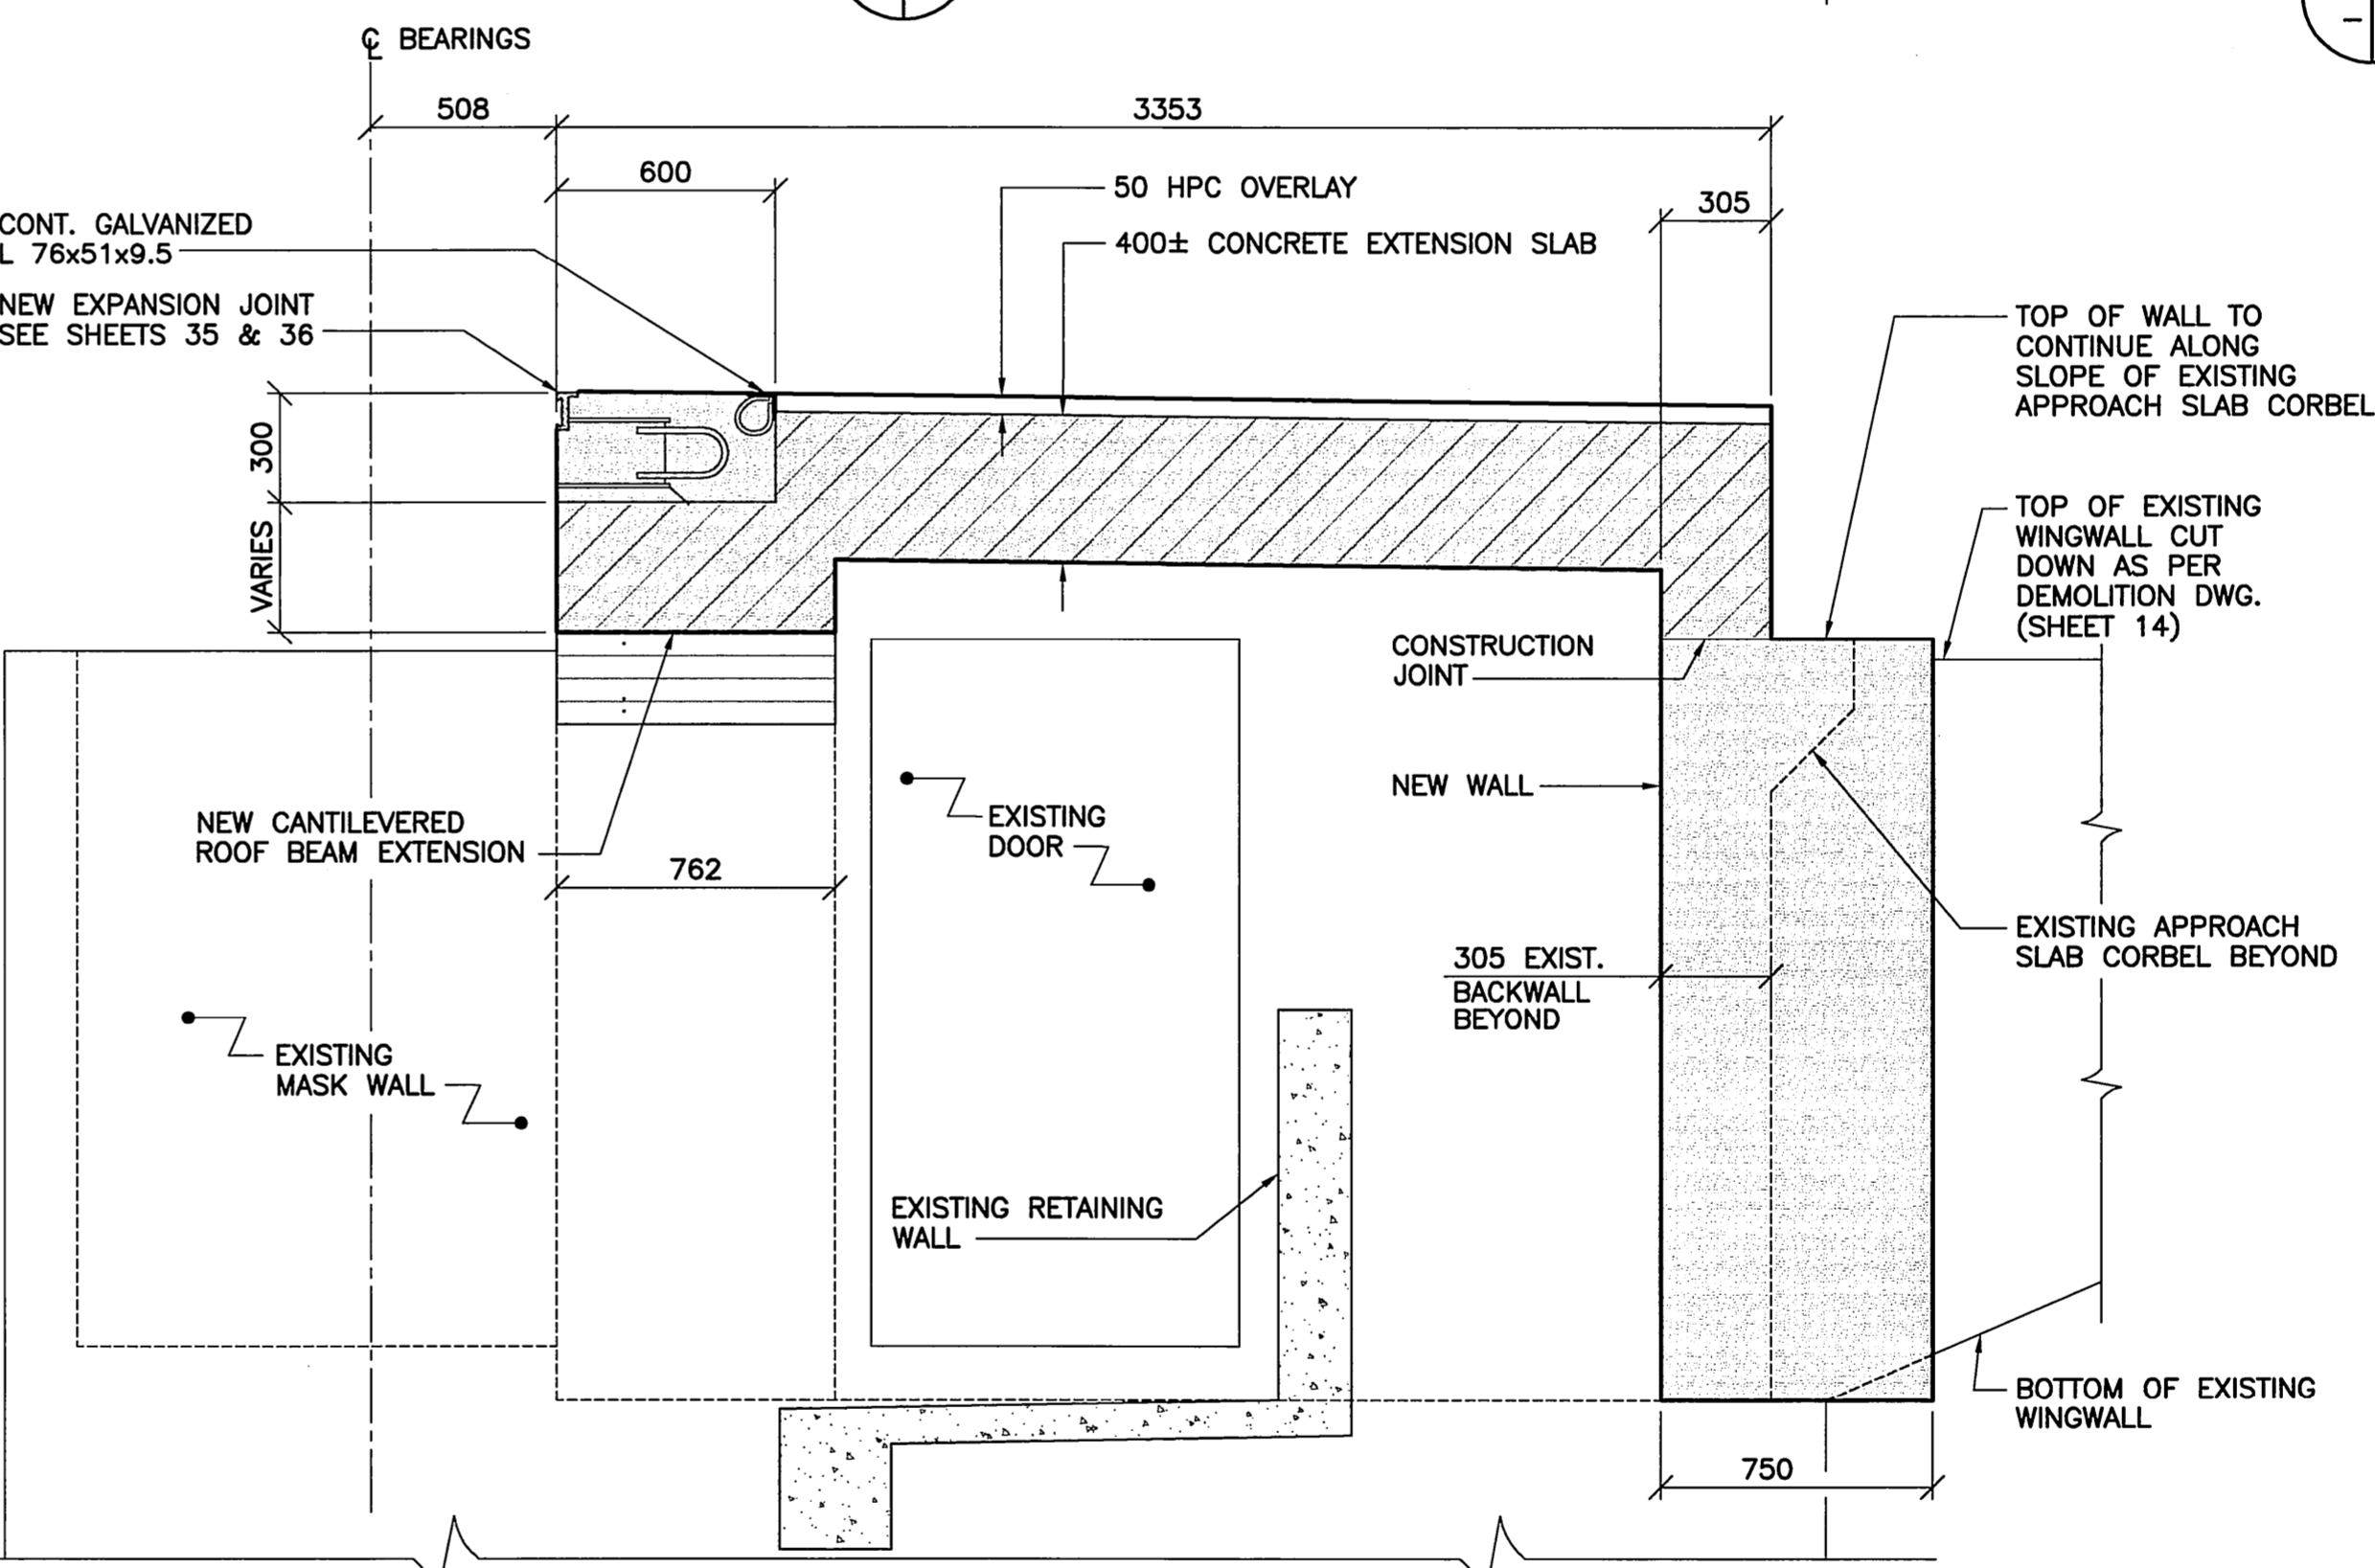 ℄ BEARINGS
508
3353
600
50 HPC OVERLAY
305
CONT. GALVANIZED
L 76x51x9.5
400± CONCRETE EXTENSION SLAB
NEW EXPANSION JOINT
SEE SHEETS 35 & 36
TOP OF WALL TO
CONTINUE ALONG
SLOPE OF EXISTING
APPROACH SLAB CORBEL
300
VARIES
TOP OF EXISTING
WINGWALL CUT
DOWN AS PER
DEMOLITION DWG.
(SHEET 14)
CONSTRUCTION
JOINT
NEW WALL
NEW CANTILEVERED
ROOF BEAM EXTENSION
762
EXISTING
DOOR
EXISTING APPROACH
SLAB CORBEL BEYOND
305 EXIST.
BACKWALL
BEYOND
EXISTING
MASK WALL
EXISTING RETAINING
WALL
BOTTOM OF EXISTING
WINGWALL
750